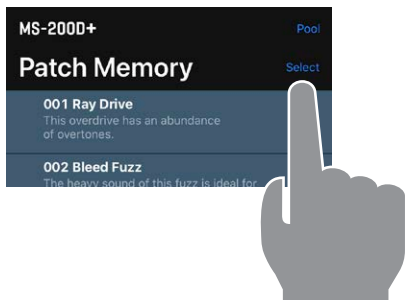 MS-200D+
Pool
Patch Memory
Select
001 Ray Drive
This overdrive has an abundance
of overtones.
002 Bleed Fuzz
The heavy sound of this fuzz is ideal for